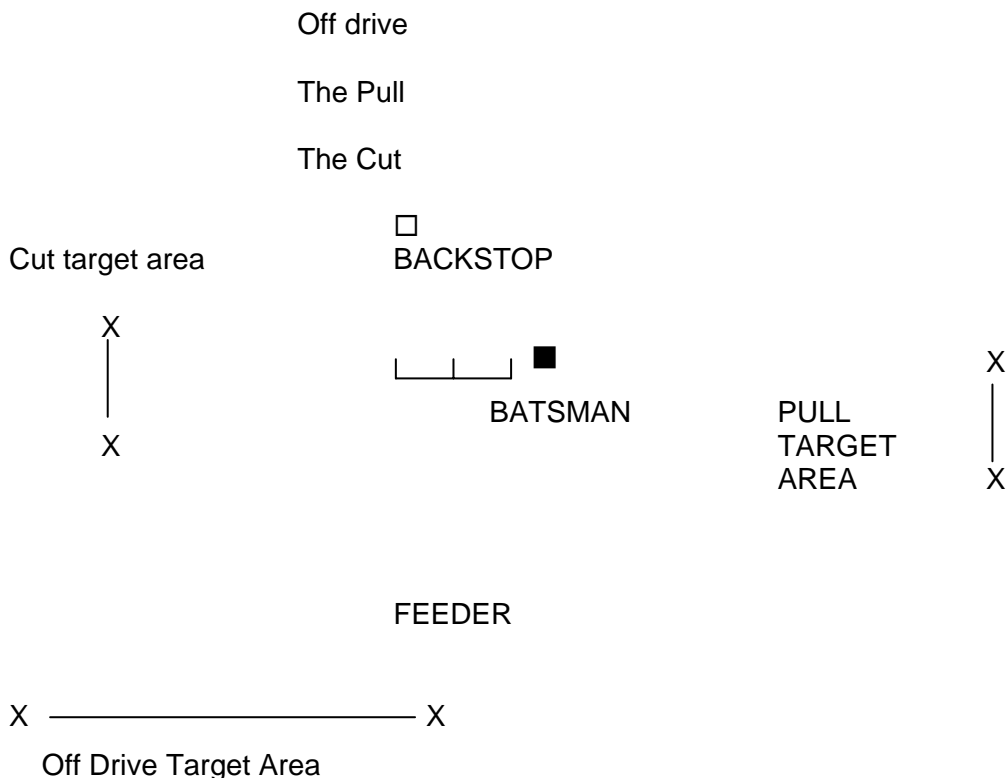 Off drive
The Pull
The Cut
BACKSTOP
Cut target area
X
X
BATSMAN
PULL
TARGET
AREA
X
X
FEEDER
X
X
Off Drive Target Area